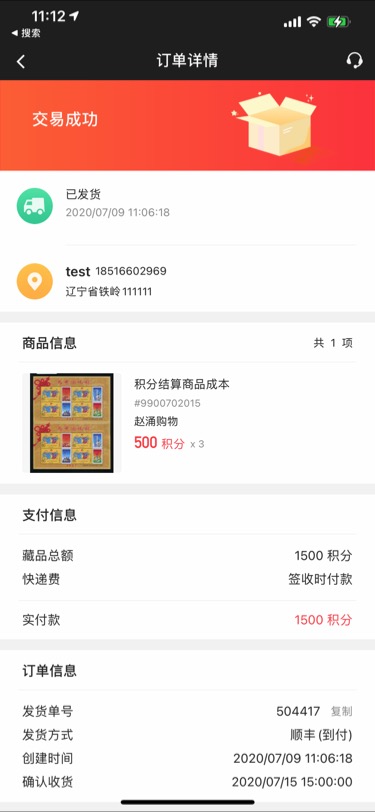 11:12
搜索
订单详情
交易成功
已发货
2020/07/09 11:06:18
test 18516602969
辽宁省铁岭111111
商品信息 共 1 项
积分结算商品成本
#9900702015
赵涌购物
500 积分 x 3
支付信息
藏品总额 1500 积分
快递费 签收时付款
实付款 1500 积分
订单信息
发货单号 504417 复制
发货方式 顺丰(到付)
创建时间 2020/07/09 11:06:18
确认收货 2020/07/15 15:00:00